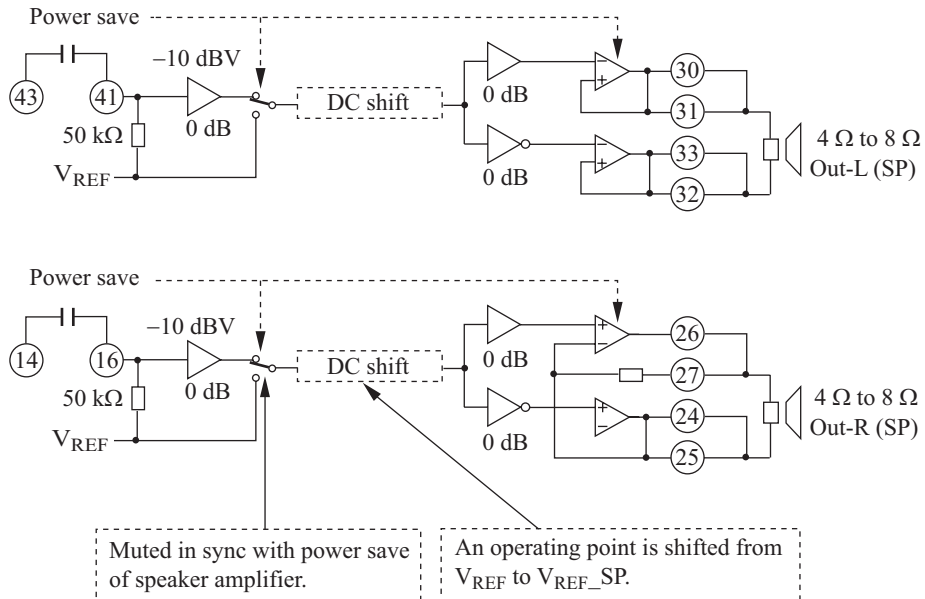 Power save
−10 dBV
43
41
50 kΩ
0 dB
VREF
DC shift
0 dB
0 dB
−
+
−
+
30
31
33
32
4 Ω to 8 Ω
Out-L (SP)
Power save
−10 dBV
14
16
50 kΩ
0 dB
VREF
DC shift
0 dB
0 dB
+
−
+
−
26
27
24
25
4 Ω to 8 Ω
Out-R (SP)
Muted in sync with power save
of speaker amplifier.
An operating point is shifted from
VREF to VREF_SP.